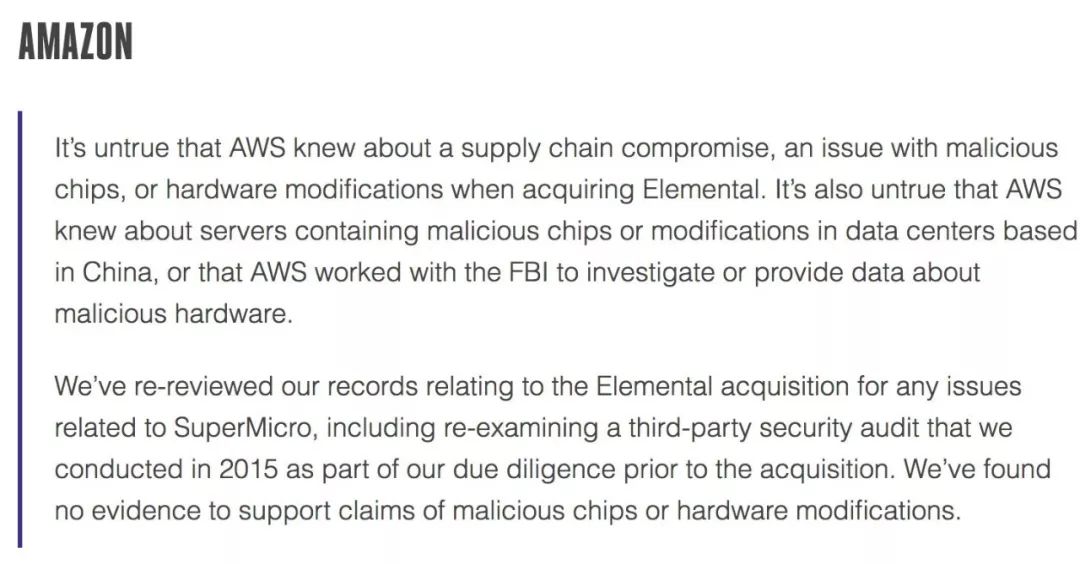 AMAZON
It’s untrue that AWS knew about a supply chain compromise, an issue with malicious
chips, or hardware modifications when acquiring Elemental. It’s also untrue that AWS
knew about servers containing malicious chips or modifications in data centers based
in China, or that AWS worked with the FBI to investigate or provide data about
malicious hardware.
We’ve re-reviewed our records relating to the Elemental acquisition for any issues
related to SuperMicro, including re-examining a third-party security audit that we
conducted in 2015 as part of our due diligence prior to the acquisition. We’ve found
no evidence to support claims of malicious chips or hardware modifications.